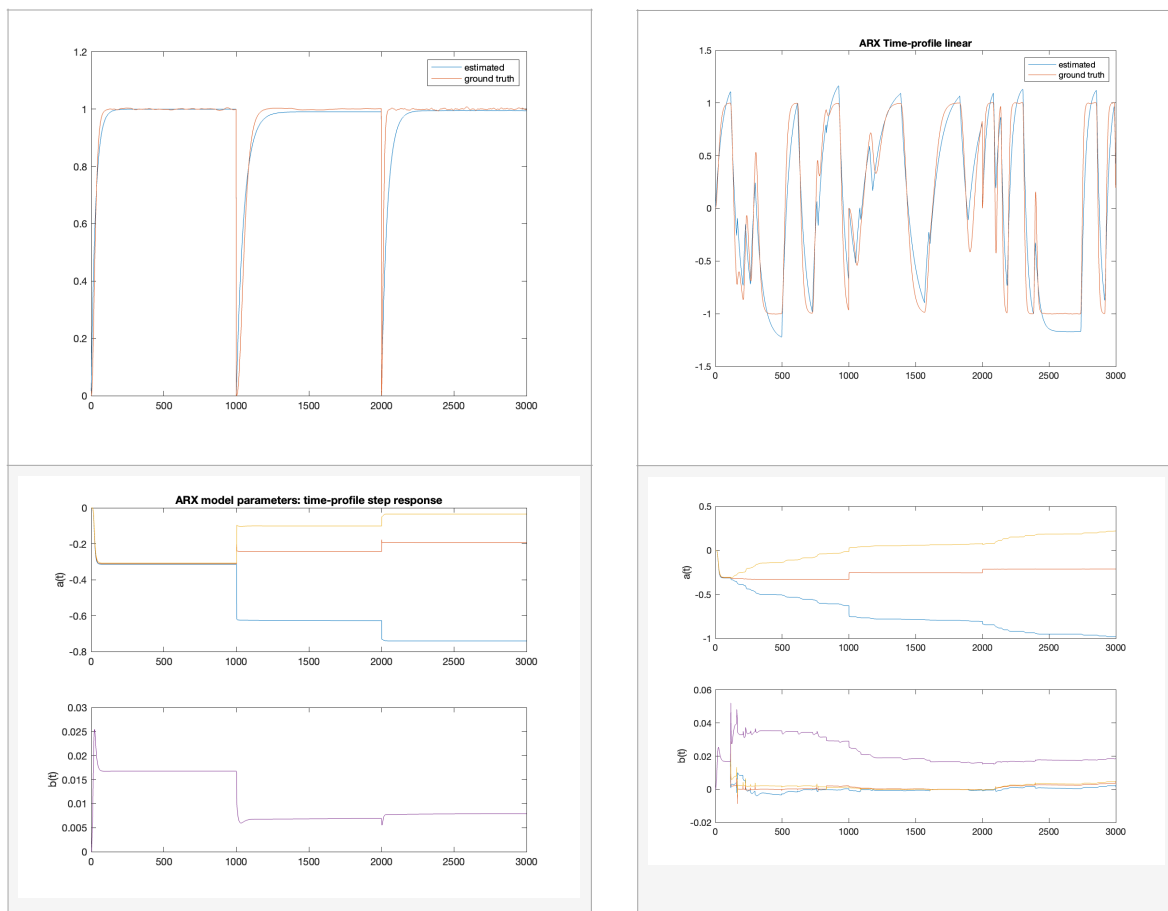 1.2
1
0.8
0.6
0.4
0.2
0
0 500 1000 1500 2000 2500 3000
estimated
ground truth
ARX Time-profile linear
1.5
1
0.5
0
-0.5
-1
-1.5
0 500 1000 1500 2000 2500 3000
estimated
ground truth
ARX model parameters: time-profile step response
0
-0.2
-0.4
-0.6
-0.8
a(t)
0 500 1000 1500 2000 2500 3000
0.03
0.025
0.02
0.015
0.01
0.005
0
b(t)
0 500 1000 1500 2000 2500 3000
0.5
0
-0.5
-1
a(t)
0 500 1000 1500 2000 2500 3000
0.06
0.04
0.02
0
-0.02
b(t)
0 500 1000 1500 2000 2500 3000